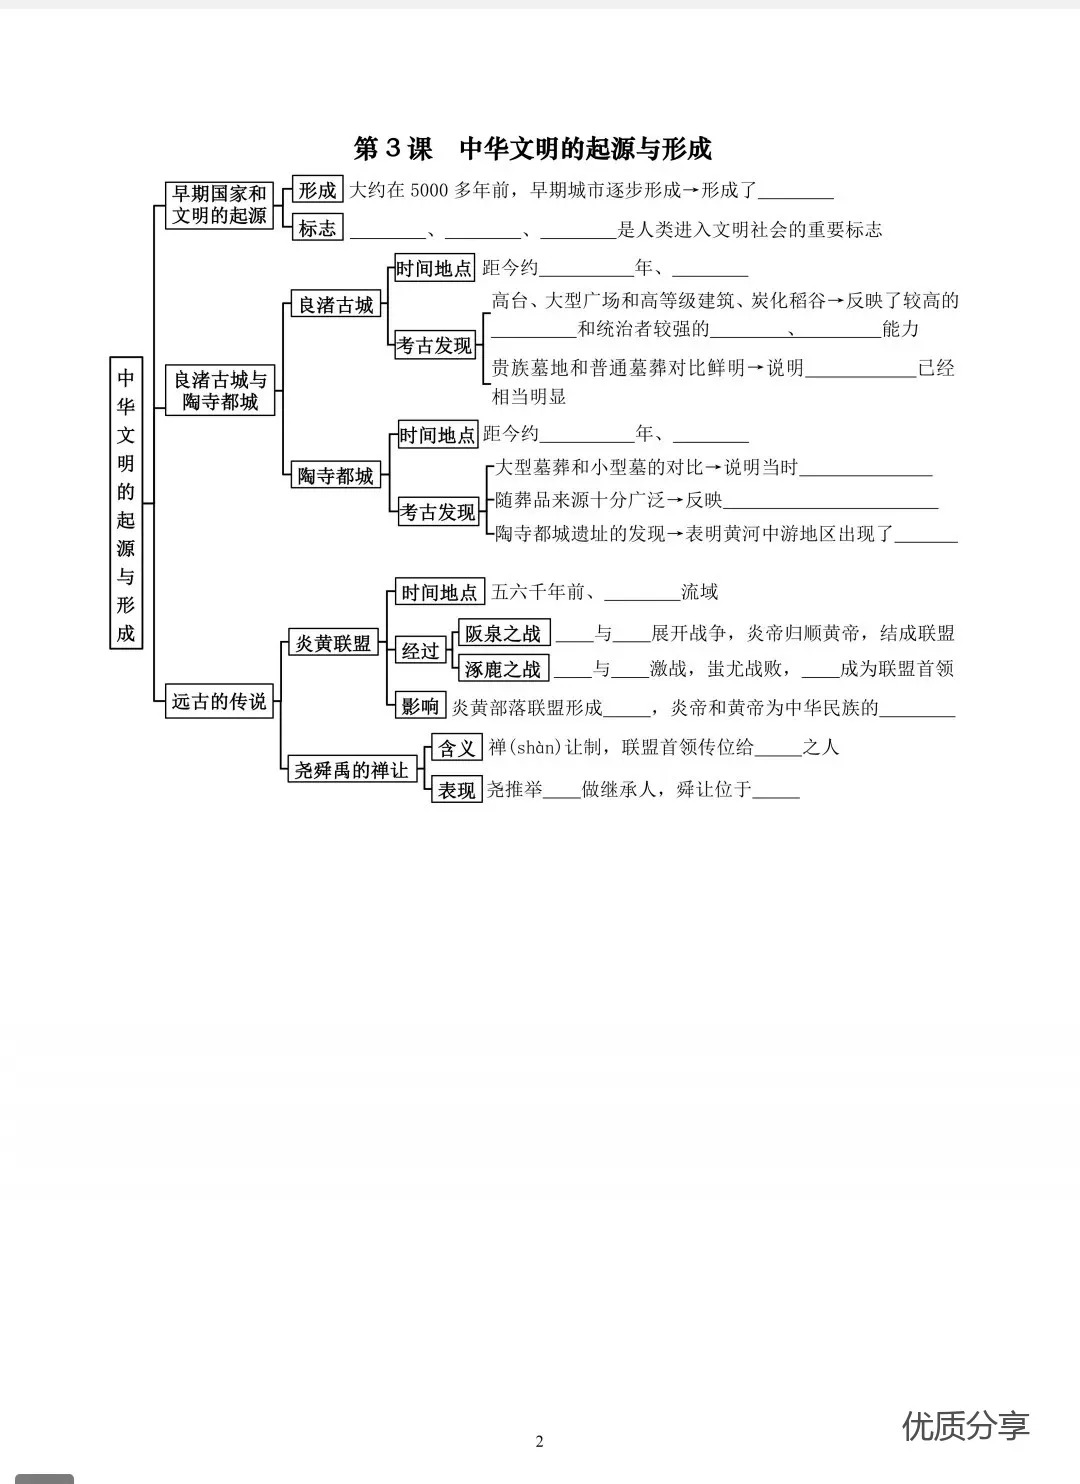 第3课 中华文明的起源与形成
中华文明的起源与形成
早期国家和
文明的起源
形成 大约在 5000 多年前，早期城市逐步形成→形成了________
标志 ________、________、________是人类进入文明社会的重要标志
良渚古城与
陶寺都城
良渚古城
时间地点 距今约__________年、________
考古发现
高台、大型广场和高等级建筑、炭化稻谷→反映了较高的
_________和统治者较强的________、_________能力
贵族墓地和普通墓葬对比鲜明→说明____________已经
相当明显
陶寺都城
时间地点 距今约__________年、________
考古发现
大型墓葬和小型墓的对比→说明当时______________
随葬品来源十分广泛→反映_______________________
陶寺都城遗址的发现→表明黄河中游地区出现了_______
远古的传说
炎黄联盟
时间地点 五六千年前、________流域
经过
阪泉之战 ____与____展开战争，炎帝归顺黄帝，结成联盟
涿鹿之战 ____与____激战，蚩尤战败，____成为联盟首领
影响 炎黄部落联盟形成_____，炎帝和黄帝为中华民族的________
尧舜禹的禅让
含义 禅(shàn)让制，联盟首领传位给_____之人
表现 尧推举____做继承人，舜让位于_____
优质分享
2